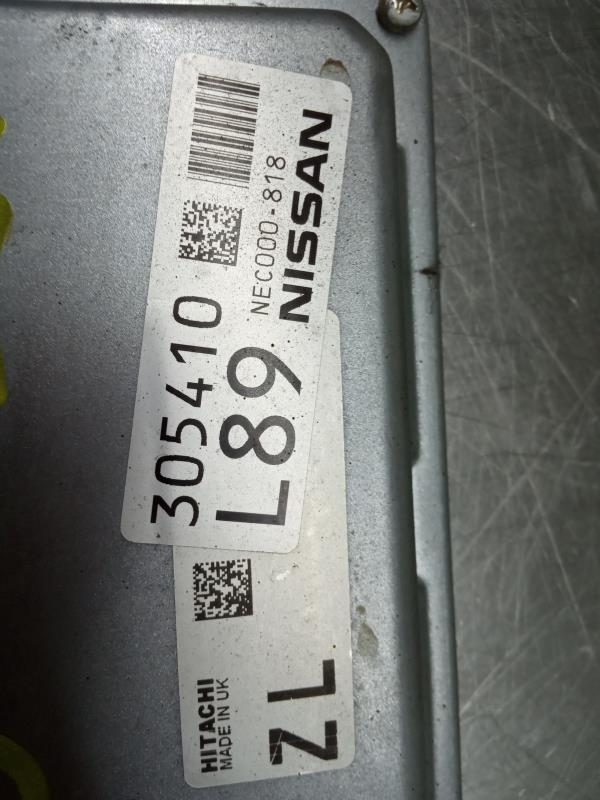 305410
L89
NEC000-818
NISSAN
HITACHI
MADE IN UK
ZL